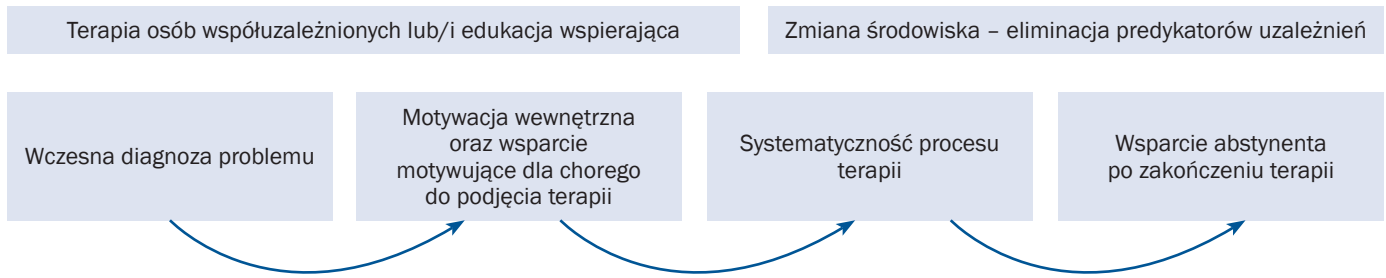 Terapia osób współuzależnionych lub/i edukacja wspierająca
Zmiana środowiska – eliminacja predykatorów uzależnień
Wczesna diagnoza problemu
Motywacja wewnętrzna
oraz wsparcie
motywujące dla chorego
do podjęcia terapii
Systematyczność procesu
terapii
Wsparcie abstynenta
po zakończeniu terapii